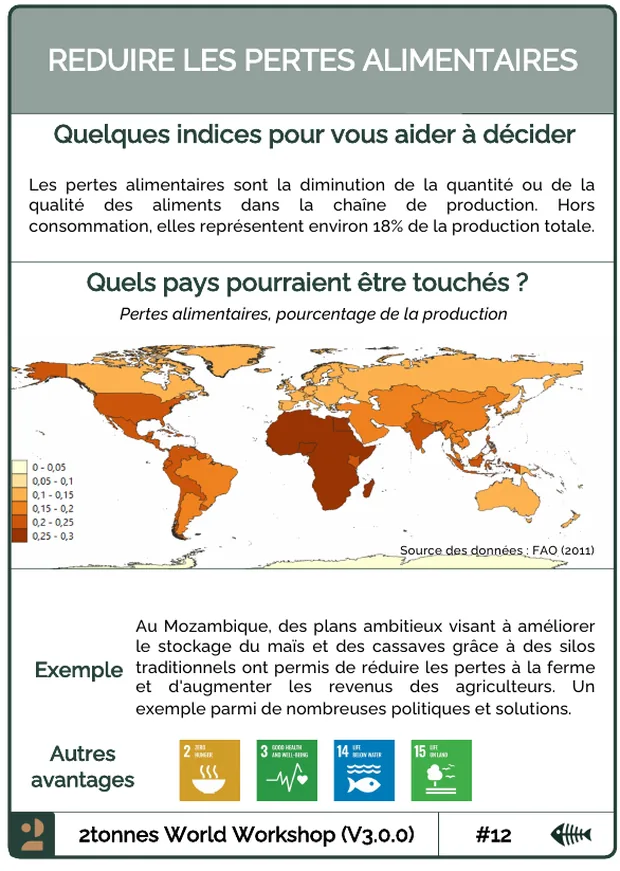 REDUIRE LES PERTES ALIMENTAIRES
Quelques indices pour vous aider à décider
Les pertes alimentaires sont la diminution de la quantité ou de la
qualité des aliments dans la chaîne de production. Hors
consommation, elles représentent environ 18% de la production totale.
Quels pays pourraient être touchés ?
Pertes alimentaires, pourcentage de la production
0 - 0,05
0,05 - 0,1
0,1 - 0,15
0,15 - 0,2
0,2 - 0,25
0,25 - 0,3
Source des données : FAO (2011)
Au Mozambique, des plans ambitieux visant à améliorer
le stockage du maïs et des cassaves grâce à des silos
Exemple
traditionnels ont permis de réduire les pertes à la ferme
et d'augmenter les revenus des agriculteurs. Un
exemple parmi de nombreuses politiques et solutions.
Autres
avantages
2 ZERO
HUNGER
3 GOOD HEALTH
AND WELL-BEING
14 LIFE
BELOW WATER
15 LIFE
ON LAND
2tonnes World Workshop (V3.0.0)
#12